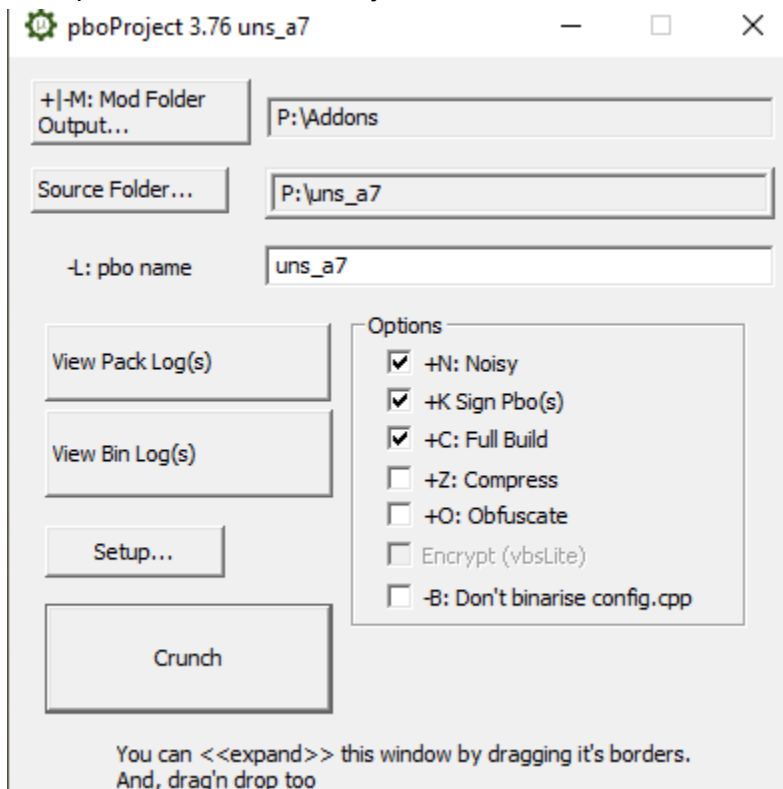 pboProject 3.76 uns_a7
+|-M: Mod Folder
Output...
P:\Addons
Source Folder...
P:\uns_a7
-L: pbo name
uns_a7
Options
View Pack Log(s)
+N: Noisy
+K Sign Pbo(s)
View Bin Log(s)
+C: Full Build
+Z: Compress
+O: Obfuscate
Setup...
Encrypt (vbsLite)
-B: Don't binarise config.cpp
Crunch
You can <<expand>> this window by dragging it's borders.
And, drag'n drop too